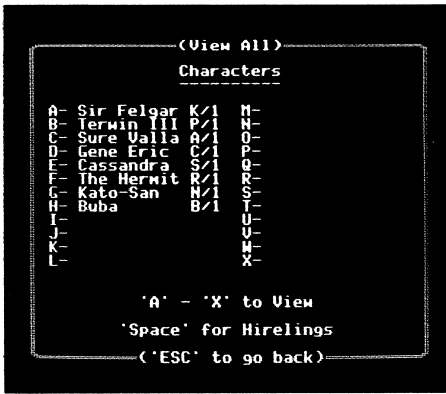 (View All)
Characters
A- Sir Felgar K/1 M-
B- Terwin III P/1 N-
C- Sure Valla A/1 O-
D- Gene Eric C/1 P-
E- Cassandra S/1 Q-
F- The Hermit R/1 R-
G- Kato-San N/1 S-
H- Buba B/1 T-
I- U-
J- V-
K- W-
L- X-
'A' - 'X' to View
'Space' for Hirelings
('ESC' to go back)